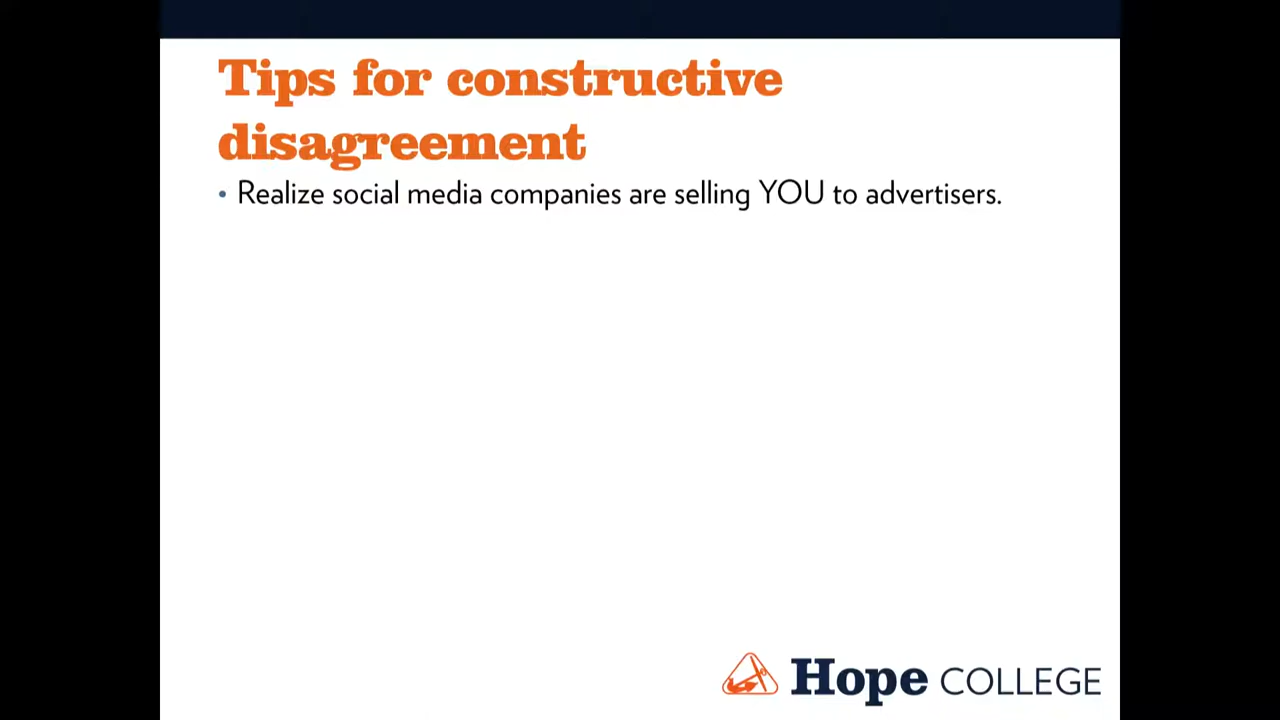 Tips for constructive
disagreement
• Realize social media companies are selling YOU to advertisers.
Hope COLLEGE